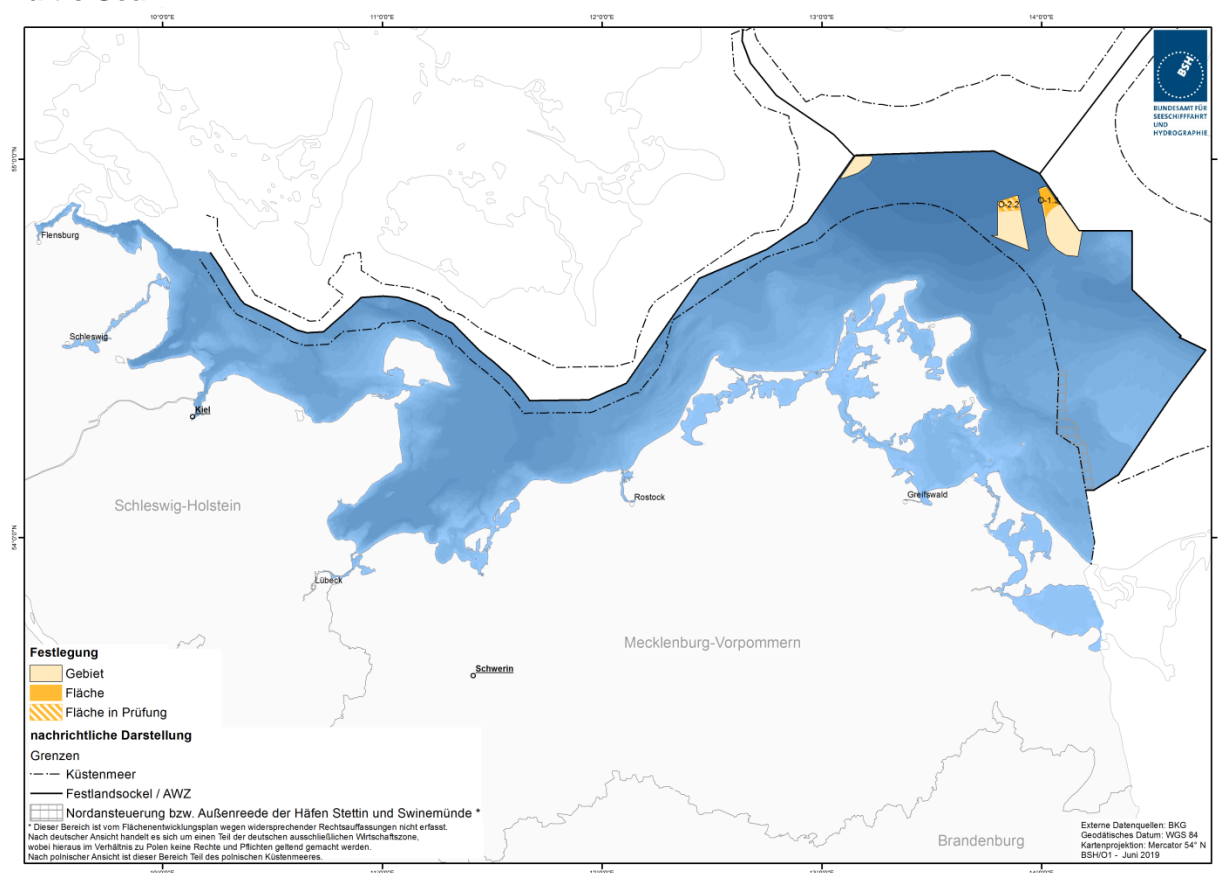 10°0'0"E 11°0'0"E 12°0'0"E 13°0'0"E 14°0'0"E
BSH
BUNDESAMT FÜR
SEESCHIFFFAHRT
UND
HYDROGRAPHIE
55°0'0"N
O-2.2
O-1.3
Flensburg
Schleswig
Kiel
Schleswig-Holstein
Rostock
Greifswald
54°0'0"N
Lübeck
Mecklenburg-Vorpommern
Schwerin
Brandenburg
Festlegung
Gebiet
Fläche
Fläche in Prüfung
nachrichtliche Darstellung
Grenzen
Küstenmeer
Festlandsockel / AWZ
Nordansteuerung bzw. Außenreede der Häfen Stettin und Swinemünde *
* Dieser Bereich ist vom Flächenentwicklungsplan wegen widersprechender Rechtsauffassungen nicht erfasst.
Nach deutscher Ansicht handelt es sich um einen Teil der deutschen ausschließlichen Wirtschaftszone,
wobei hieraus im Verhältnis zu Polen keine Rechte und Pflichten geltend gemacht werden.
Nach polnischer Ansicht ist dieser Bereich Teil des polnischen Küstenmeeres.
Externe Datenquellen: BKG
Geodätisches Datum: WGS 84
Kartenprojektion: Mercator 54° N
BSH/O1 - Juni 2019